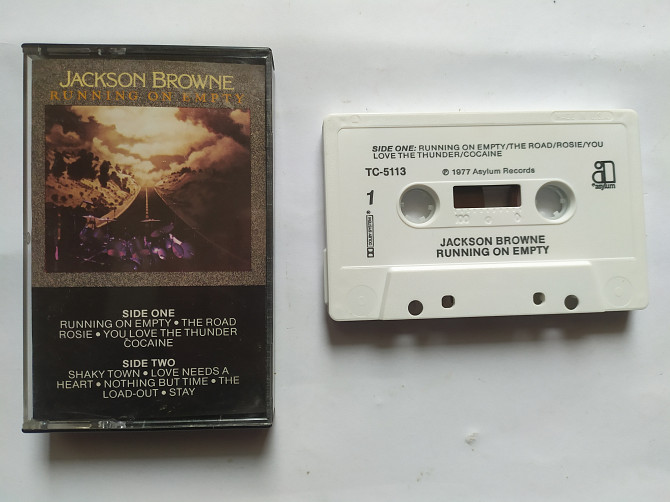 JACKSON BROWNE
RUNNING ON EMPTY
SIDE ONE
RUNNING ON EMPTY • THE ROAD
ROSIE • YOU LOVE THE THUNDER
COCAINE
SIDE TWO
SHAKY TOWN • LOVE NEEDS A
HEART • NOTHING BUT TIME • THE
LOAD-OUT • STAY
SIDE ONE: RUNNING ON EMPTY/THE ROAD/ROSIE/YOU
LOVE THE THUNDER/COCAINE
TC-5113
℗ 1977 Asylum Records
asylum
1
100
0
JACKSON BROWNE
RUNNING ON EMPTY